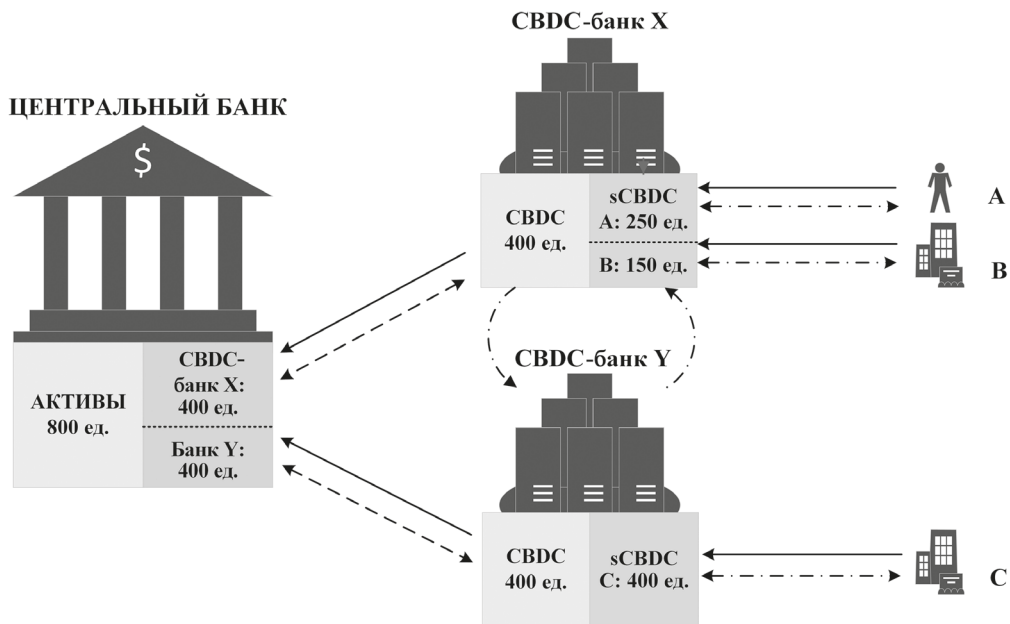 CBDC-банк X
ЦЕНТРАЛЬНЫЙ БАНК
$
CBDC
400 ед.
sCBDC
A: 250 ед.
B: 150 ед.
A
B
АКТИВЫ
800 ед.
CBDC-
банк X:
400 ед.
Банк Y:
400 ед.
CBDC-банк Y
CBDC
400 ед.
sCBDC
C: 400 ед.
C